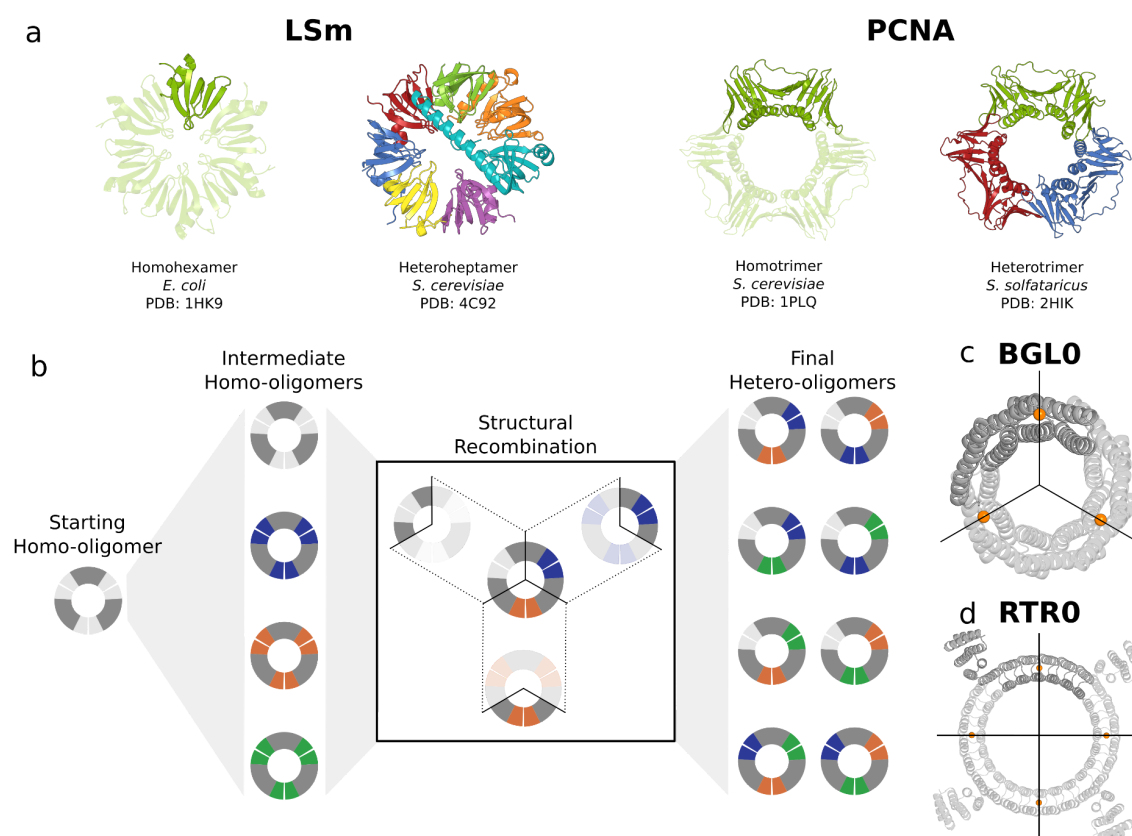 a
LSm
PCNA
Homohexamer
E. coli
PDB: 1HK9
Heteroheptamer
S. cerevisiae
PDB: 4C92
Homotrimer
S. cerevisiae
PDB: 1PLQ
Heterotrimer
S. solfataricus
PDB: 2HIK
b
Starting
Homo-oligomer
Intermediate
Homo-oligomers
Structural
Recombination
Final
Hetero-oligomers
c
BGL0
d
RTR0